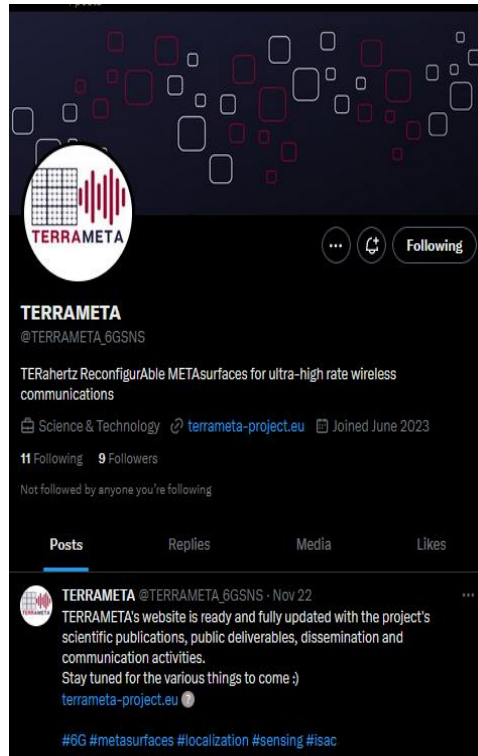 posts
TERRAMETA
Following
TERRAMETA
@TERRAMETA_6GSNS
TERahertz ReconfigurAble METAsurfaces for ultra-high rate wireless
communications
Science & Technology terrameta-project.eu Joined June 2023
11 Following 9 Followers
Not followed by anyone you're following
Posts Replies Media Likes
TERRAMETA @TERRAMETA_6GSNS · Nov 22
TERRAMETA's website is ready and fully updated with the project's
scientific publications, public deliverables, dissemination and
communication activities.
Stay tuned for the various things to come :)
terrameta-project.eu
#6G #metasurfaces #localization #sensing #isac